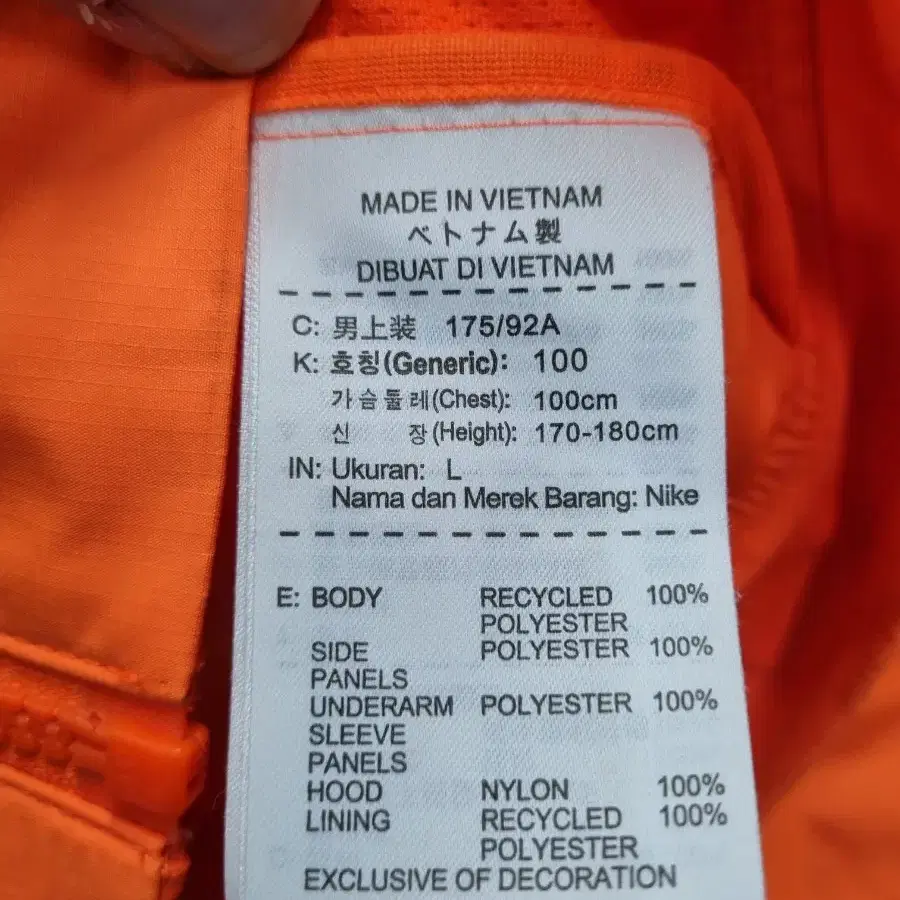 MADE IN VIETNAM
ベトナム製
DIBUAT DI VIETNAM
C: 男上装 175/92A
K: 호칭(Generic): 100
가슴둘레(Chest): 100cm
신 장(Height): 170-180cm
IN: Ukuran: L
Nama dan Merek Barang: Nike
E: BODY RECYCLED 100%
POLYESTER
SIDE POLYESTER 100%
PANELS
UNDERARM POLYESTER 100%
SLEEVE
PANELS
HOOD NYLON 100%
LINING RECYCLED 100%
POLYESTER
EXCLUSIVE OF DECORATION